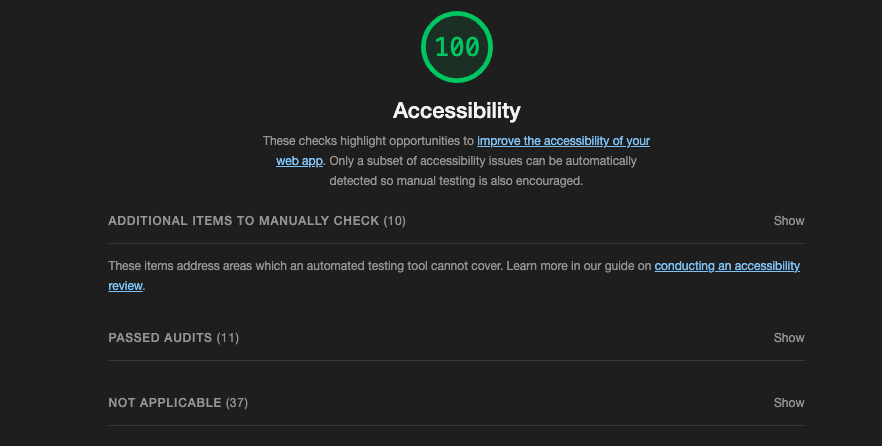 100
Accessibility
These checks highlight opportunities to improve the accessibility of your
web app. Only a subset of accessibility issues can be automatically
detected so manual testing is also encouraged.
ADDITIONAL ITEMS TO MANUALLY CHECK (10) Show
These items address areas which an automated testing tool cannot cover. Learn more in our guide on conducting an accessibility
review.
PASSED AUDITS (11) Show
NOT APPLICABLE (37) Show